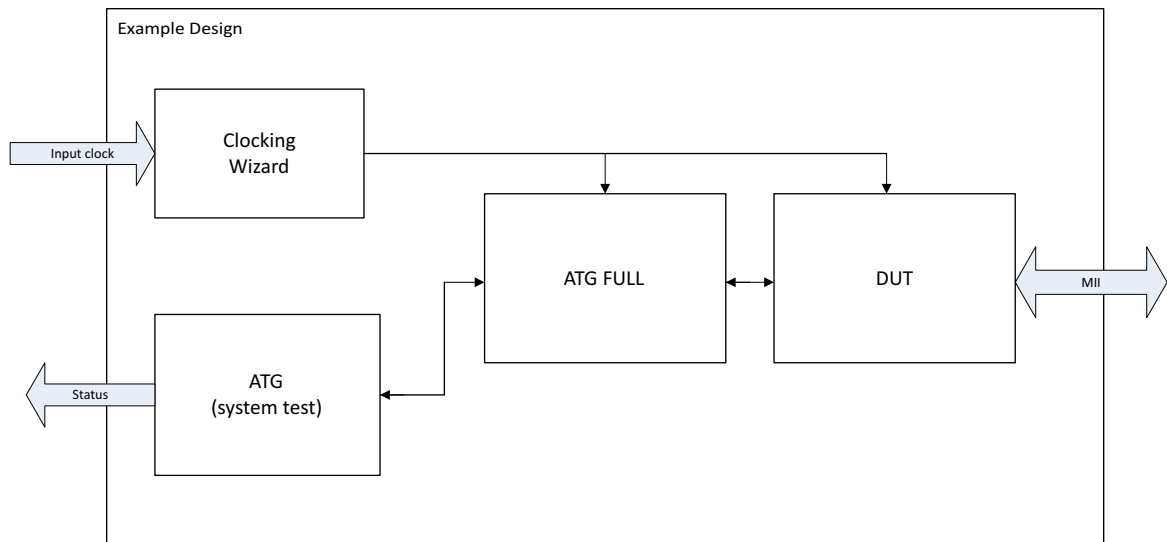 Example Design
Input clock
Clocking
Wizard
ATG FULL
DUT
MII
Status
ATG
(system test)